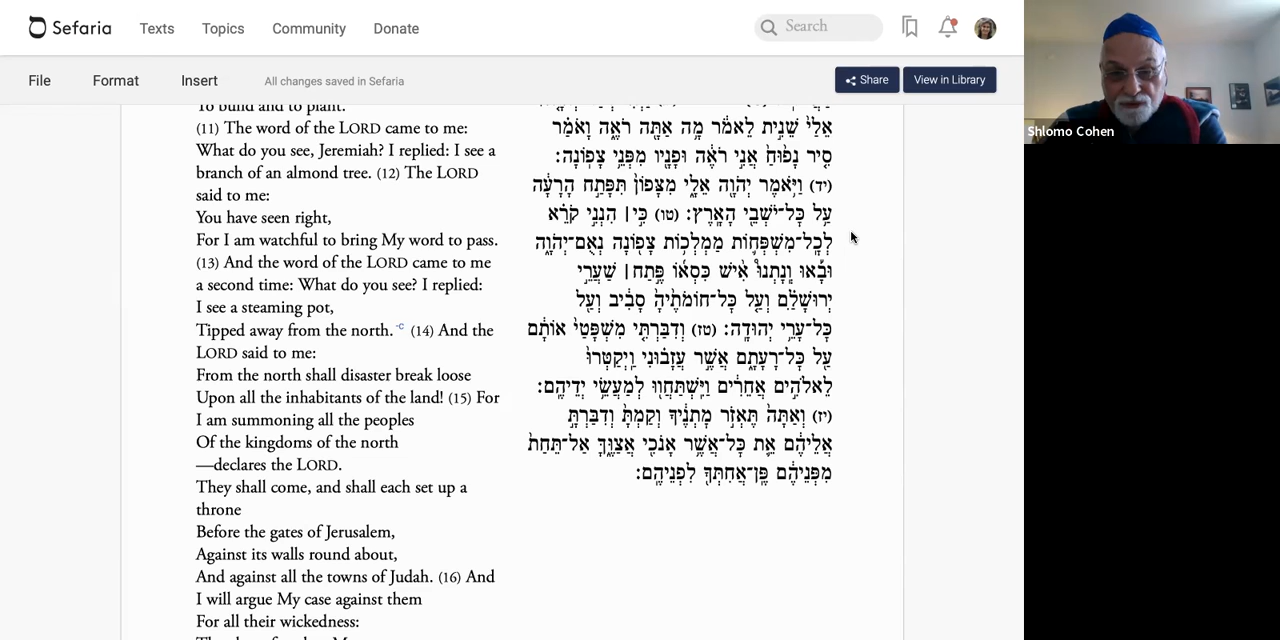 Sefaria
Texts
Topics
Community
Donate
Search
File
Format
Insert
All changes saved in Sefaria
Share
View in Library
Shlomo Cohen
To build and to plant.
(11) The word of the LORD came to me:
What do you see, Jeremiah? I replied: I see a
branch of an almond tree. (12) The LORD
said to me:
You have seen right,
For I am watchful to bring My word to pass.
(13) And the word of the LORD came to me
a second time: What do you see? I replied:
I see a steaming pot,
Tipped away from the north.-c (14) And the
LORD said to me:
From the north shall disaster break loose
Upon all the inhabitants of the land! (15) For
I am summoning all the peoples
Of the kingdoms of the north
—declares the LORD.
They shall come, and shall each set up a
throne
Before the gates of Jerusalem,
Against its walls round about,
And against all the towns of Judah. (16) And
I will argue My case against them
For all their wickedness:
אֵלַי֙ שֵׁנִ֣ית לֵאמֹ֔ר מָ֥ה אַתָּ֖ה רֹאֶ֑ה וָאֹמַ֗ר
סִ֤יר נָפ֙וּחַ֙ אֲנִ֣י רֹאֶ֔ה וּפָנָ֖יו מִפְּנֵ֥י צָפֽוֹנָה׃
(יד) וַיֹּ֥אמֶר יְהֹוָ֖ה אֵלָ֑י מִצָּפוֹן֙ תִּפָּתַ֣ח הָרָעָ֔ה
עַ֥ל כׇּל־יֹשְׁבֵ֖י הָאָֽרֶץ׃ (טו) כִּ֣י ׀ הִנְנִ֣י קֹרֵ֗א
לְכׇֽל־מִשְׁפְּח֛וֹת מַמְלְכ֥וֹת צָפ֖וֹנָה נְאֻם־יְהֹוָ֑ה
וּבָ֡אוּ וְֽנָתְנוּ֩ אִ֨ישׁ כִּסְא֜וֹ פֶּ֣תַח ׀ שַׁעֲרֵ֣י
יְרוּשָׁלַ֗͏ִם וְעַ֤ל כׇּל־חוֹמֹתֶ֙יהָ֙ סָבִ֔יב וְעַ֖ל
כׇּל־עָרֵ֥י יְהוּדָֽה׃ (טז) וְדִבַּרְתִּ֤י מִשְׁפָּטַי֙ אוֹתָ֔ם
עַ֖ל כׇּל־רָעָתָ֑ם אֲשֶׁ֣ר עֲזָב֗וּנִי וַֽיְקַטְּרוּ֙
לֵאלֹהִ֣ים אֲחֵרִ֔ים וַיִּֽשְׁתַּחֲו֖וּ לְמַעֲשֵׂ֥י יְדֵיהֶֽם׃
(יז) וְאַתָּה֙ תֶּאְזֹ֣ר מׇתְנֶ֔יךָ וְקַמְתָּ֙ וְדִבַּרְתָּ֣
אֲלֵיהֶ֔ם אֵ֛ת כׇּל־אֲשֶׁ֥ר אָנֹכִ֖י אֲצַוֶּ֑ךָּ אַל־תֵּחַת֙
מִפְּנֵיהֶ֔ם פֶּֽן־אֲחִתְּךָ֖ לִפְנֵיהֶֽם׃